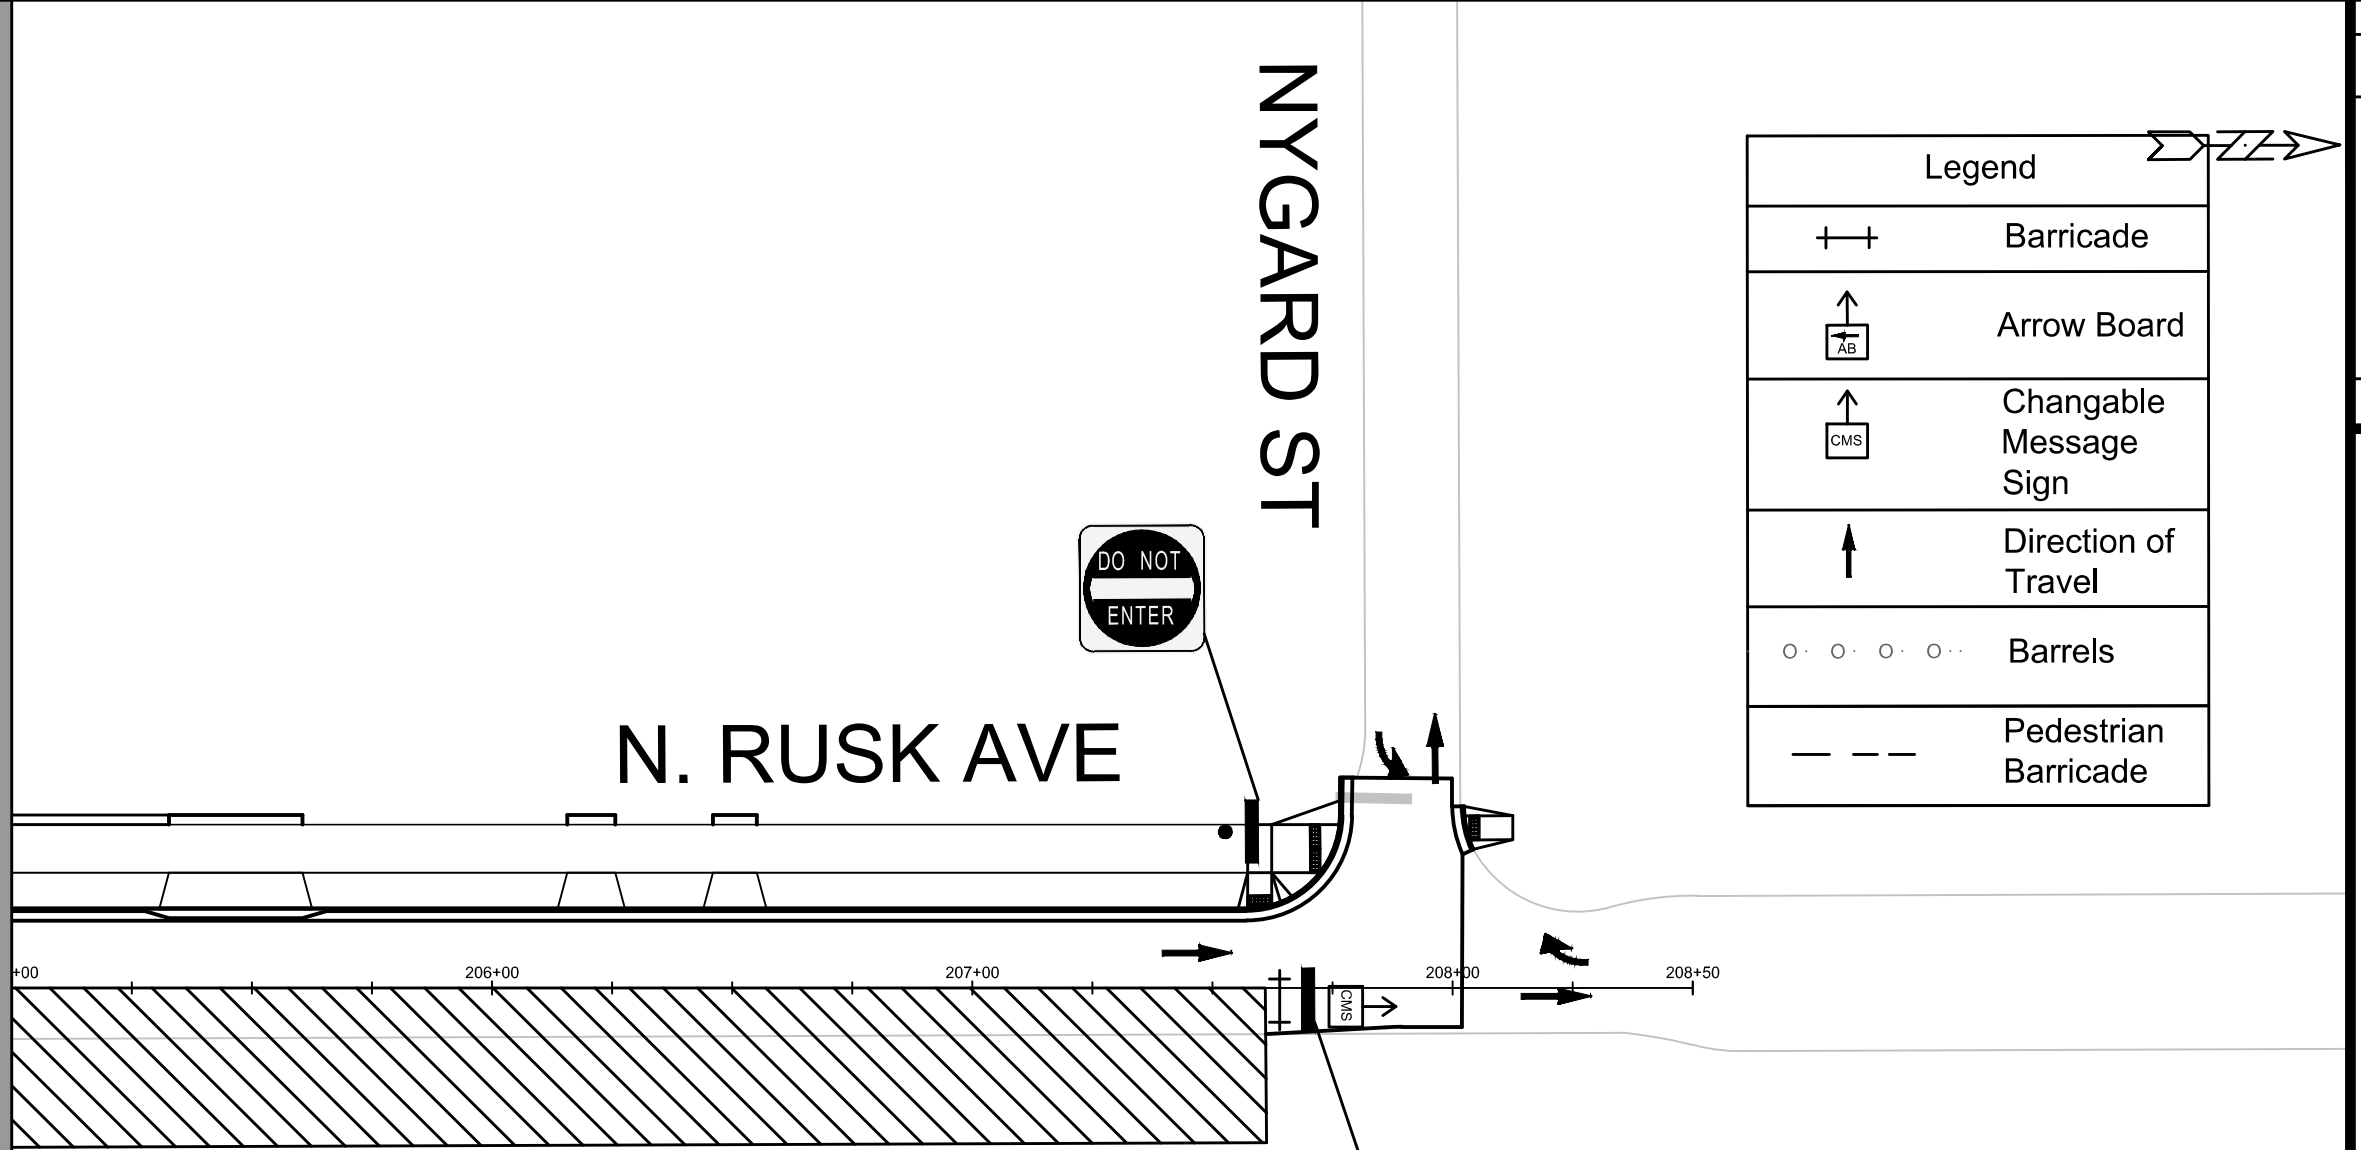 NYGARD ST
Legend
Barricade
AB
Arrow Board
CMS
Changable
Message
Sign
Direction of
Travel
Barrels
Pedestrian
Barricade
DO NOT
ENTER
N. RUSK AVE
+00
206+00
207+00
208+00
208+50
CMS